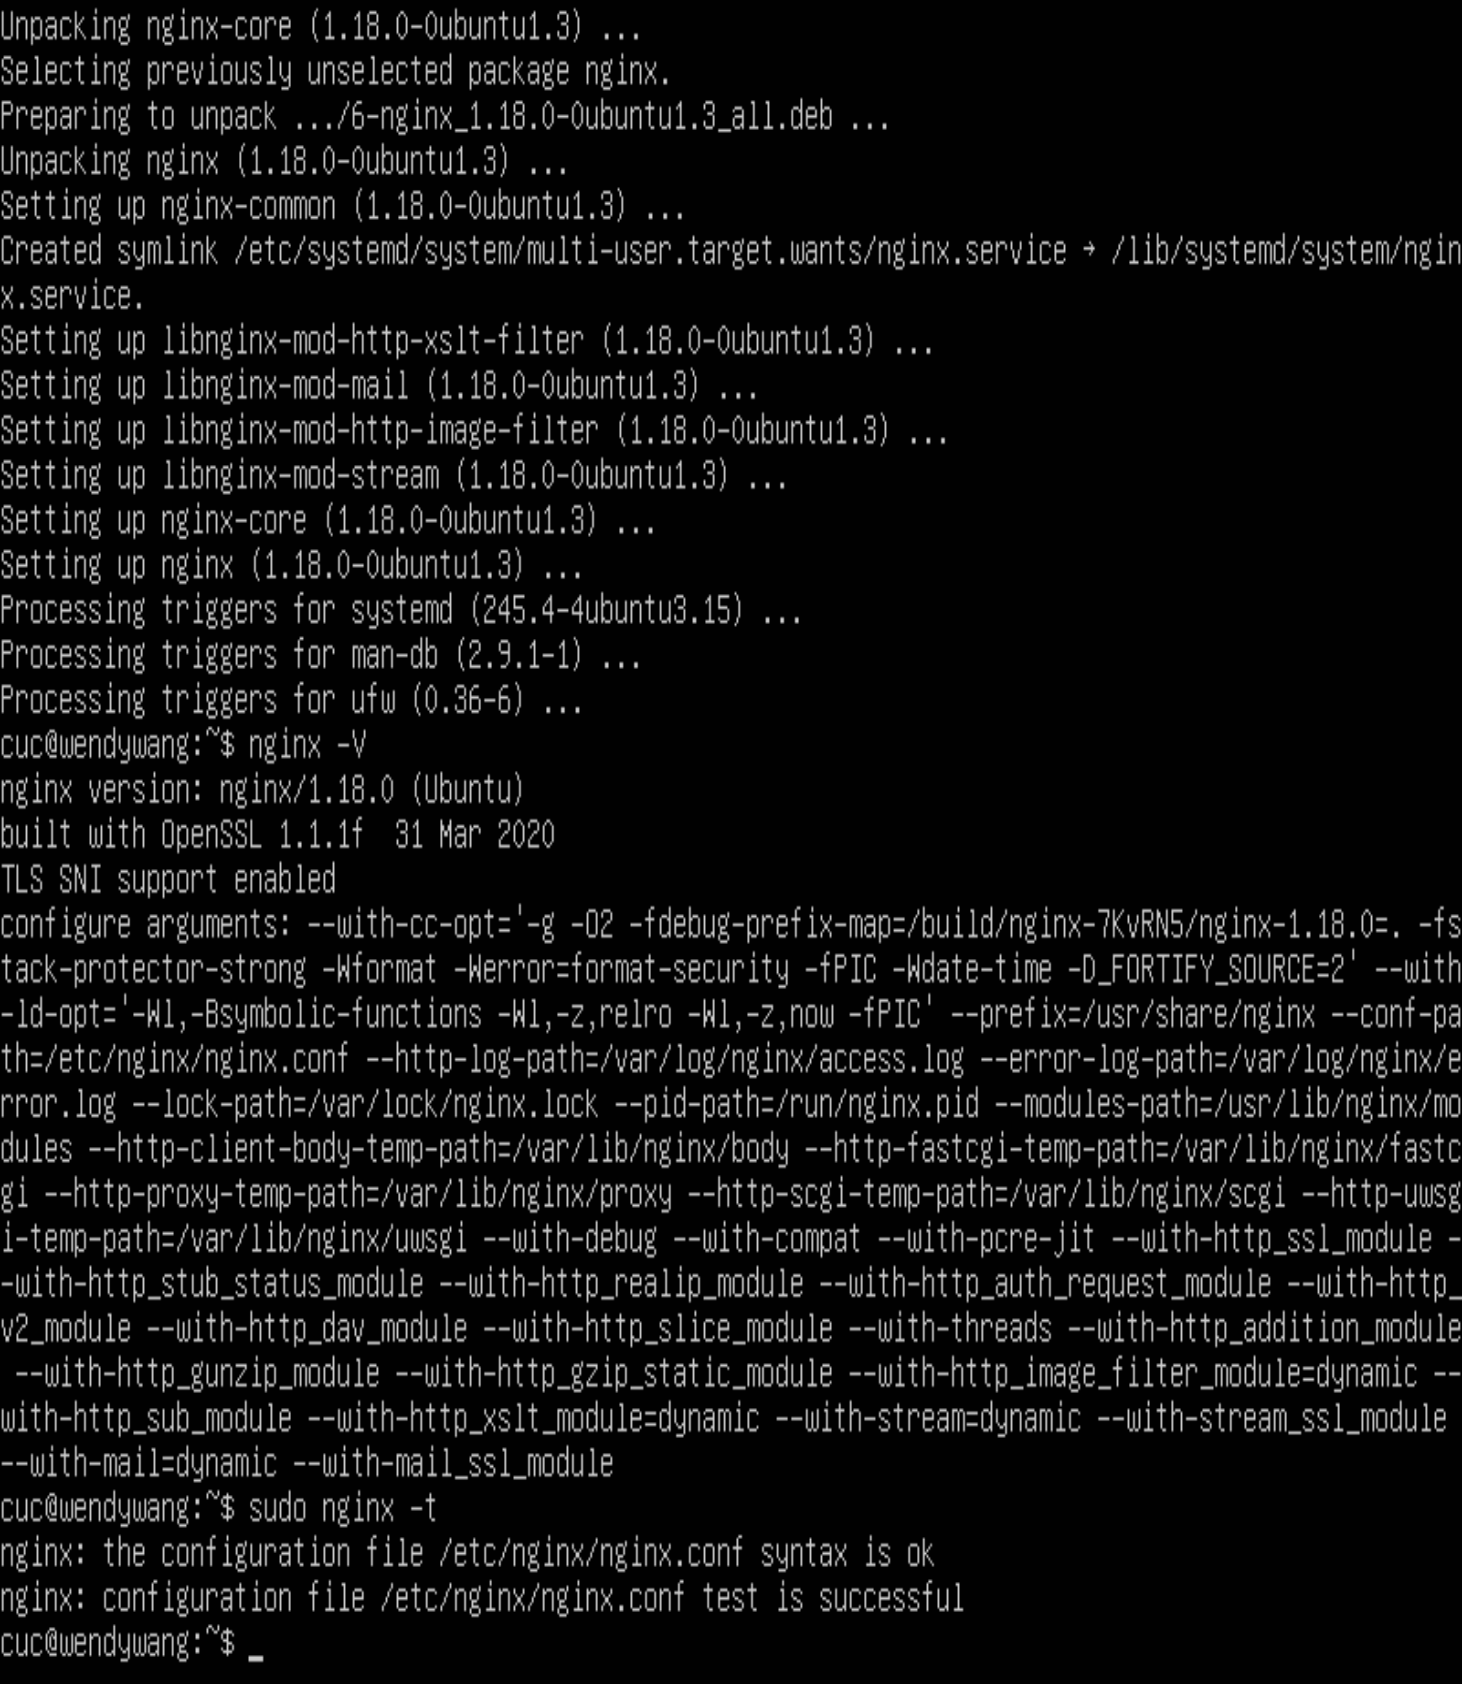 Unpacking nginx-core (1.18.0-0ubuntu1.3) ...
Selecting previously unselected package nginx.
Preparing to unpack .../6-nginx_1.18.0-0ubuntu1.3_all.deb ...
Unpacking nginx (1.18.0-0ubuntu1.3) ...
Setting up nginx-common (1.18.0-0ubuntu1.3) ...
Created symlink /etc/systemd/system/multi-user.target.wants/nginx.service → /lib/systemd/system/ngin
x.service.
Setting up libnginx-mod-http-xslt-filter (1.18.0-0ubuntu1.3) ...
Setting up libnginx-mod-mail (1.18.0-0ubuntu1.3) ...
Setting up libnginx-mod-http-image-filter (1.18.0-0ubuntu1.3) ...
Setting up libnginx-mod-stream (1.18.0-0ubuntu1.3) ...
Setting up nginx-core (1.18.0-0ubuntu1.3) ...
Setting up nginx (1.18.0-0ubuntu1.3) ...
Processing triggers for systemd (245.4-4ubuntu3.15) ...
Processing triggers for man-db (2.9.1-1) ...
Processing triggers for ufw (0.36-6) ...
cuc@wendywang:~$ nginx -V
nginx version: nginx/1.18.0 (Ubuntu)
built with OpenSSL 1.1.1f  31 Mar 2020
TLS SNI support enabled
configure arguments: --with-cc-opt='-g -O2 -fdebug-prefix-map=/build/nginx-7KvRN5/nginx-1.18.0=. -fs
tack-protector-strong -Wformat -Werror=format-security -fPIC -Wdate-time -D_FORTIFY_SOURCE=2' --with
-ld-opt='-Wl,-Bsymbolic-functions -Wl,-z,relro -Wl,-z,now -fPIC' --prefix=/usr/share/nginx --conf-pa
th=/etc/nginx/nginx.conf --http-log-path=/var/log/nginx/access.log --error-log-path=/var/log/nginx/e
rror.log --lock-path=/var/lock/nginx.lock --pid-path=/run/nginx.pid --modules-path=/usr/lib/nginx/mo
dules --http-client-body-temp-path=/var/lib/nginx/body --http-fastcgi-temp-path=/var/lib/nginx/fastc
gi --http-proxy-temp-path=/var/lib/nginx/proxy --http-scgi-temp-path=/var/lib/nginx/scgi --http-uwsg
i-temp-path=/var/lib/nginx/uwsgi --with-debug --with-compat --with-pcre-jit --with-http_ssl_module -
-with-http_stub_status_module --with-http_realip_module --with-http_auth_request_module --with-http_
v2_module --with-http_dav_module --with-http_slice_module --with-threads --with-http_addition_module
 --with-http_gunzip_module --with-http_gzip_static_module --with-http_image_filter_module=dynamic --
with-http_sub_module --with-http_xslt_module=dynamic --with-stream=dynamic --with-stream_ssl_module
--with-mail=dynamic --with-mail_ssl_module
cuc@wendywang:~$ sudo nginx -t
nginx: the configuration file /etc/nginx/nginx.conf syntax is ok
nginx: configuration file /etc/nginx/nginx.conf test is successful
cuc@wendywang:~$ _